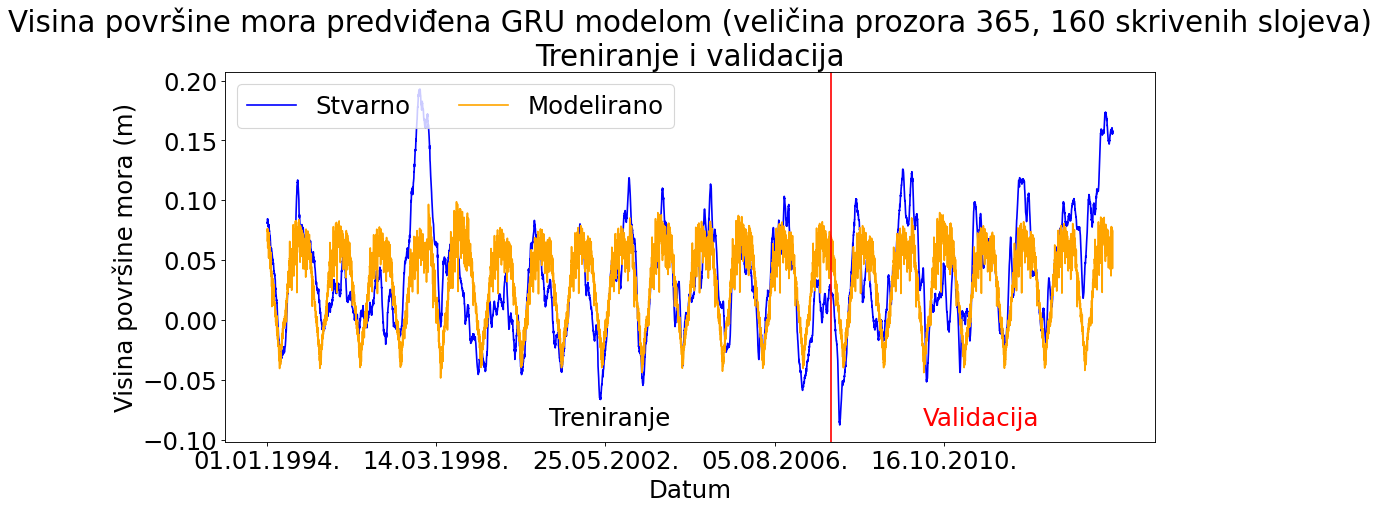 Visina površine mora predviđena GRU modelom (veličina prozora 365, 160 skrivenih slojeva)
Treniranje i validacija
Stvarno
Modelirano
Visina površine mora (m)
0.20
0.15
0.10
0.05
0.00
−0.05
−0.10
Treniranje
Validacija
01.01.1994.
14.03.1998.
25.05.2002.
05.08.2006.
16.10.2010.
Datum